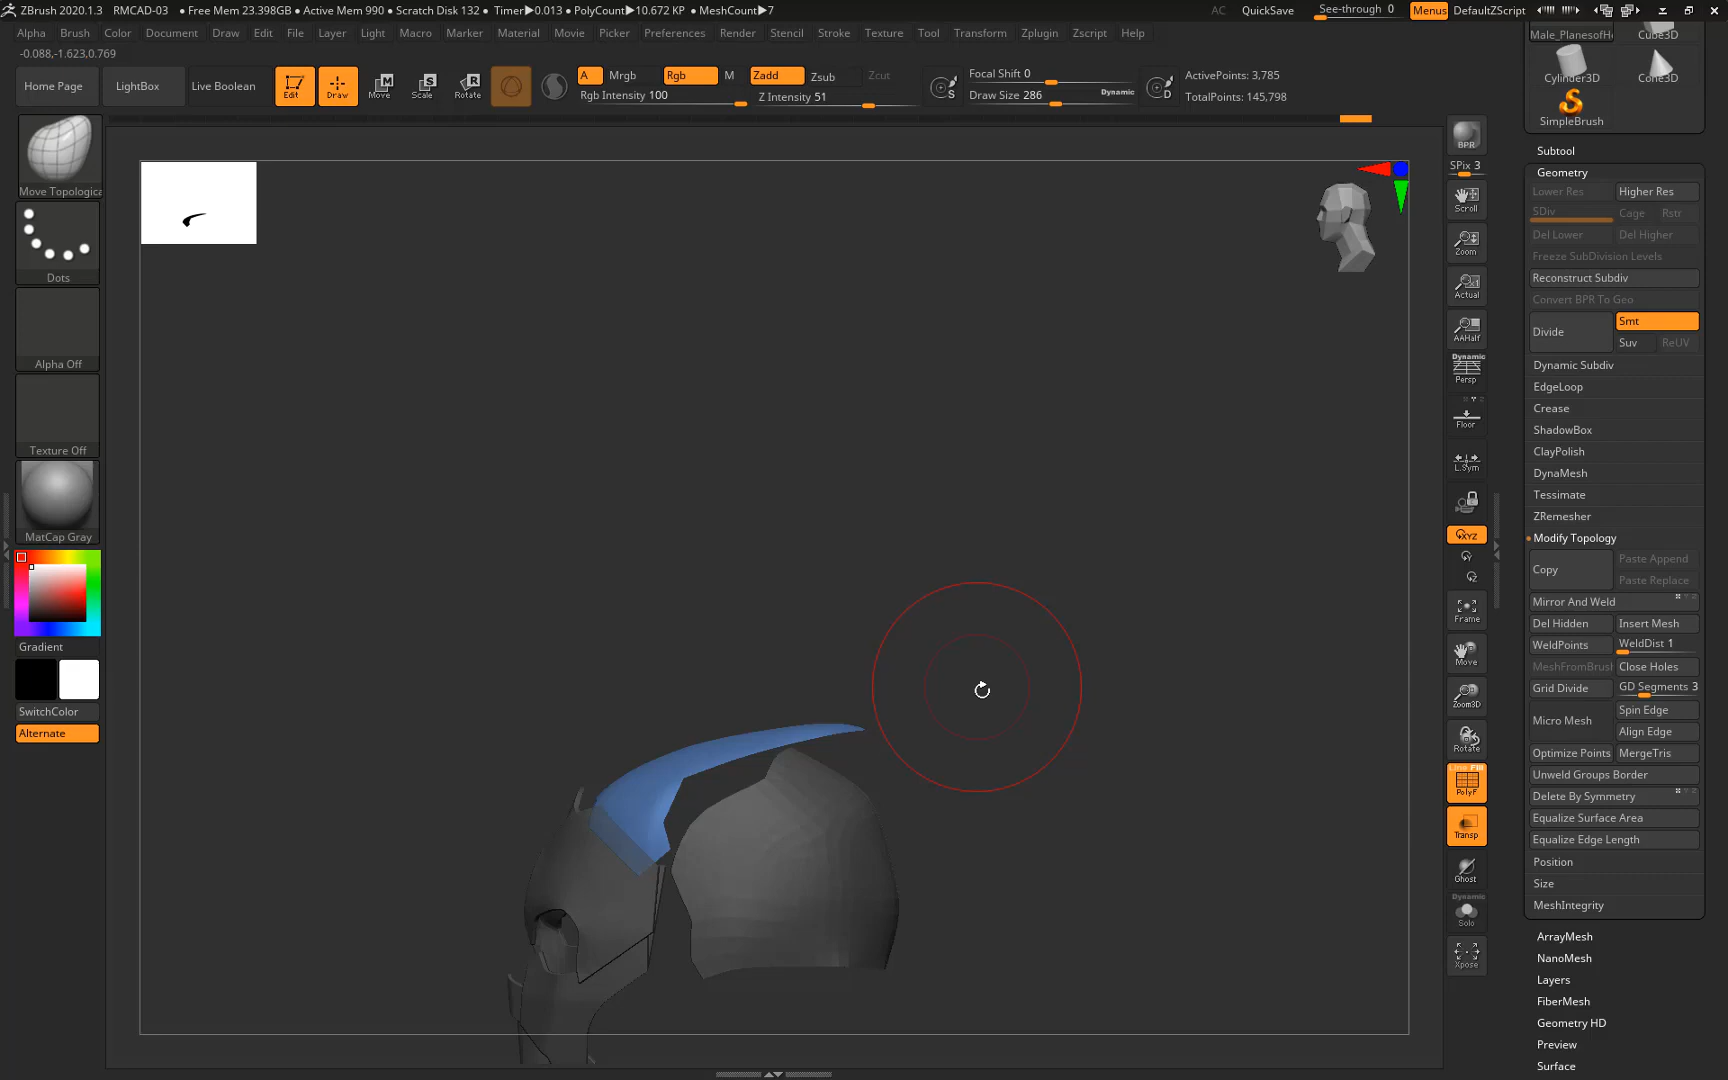 ZBrush 2020.1.3 RMCAD-03 • Free Mem 23.398GB • Active Mem 990 • Scratch Disk 132 • Timer▶0.013 • PolyCount▶10.672 KP • MeshCount▶7 AC QuickSave See-through 0 Menus DefaultZScript
Alpha Brush Color Document Draw Edit File Layer Light Macro Marker Material Movie Picker Preferences Render Stencil Stroke Texture Tool Transform Zplugin Zscript Help
-0.088,-1.623,0.769
Home Page LightBox Live Boolean Edit Draw Move Scale Rotate
A Mrgb Rgb M Zadd Zsub Zcut
Rgb Intensity 100 Z Intensity 51
S Focal Shift 0
Draw Size 286 Dynamic
D ActivePoints: 3,785
TotalPoints: 145,798
Move Topologica
Dots
Alpha Off
Texture Off
MatCap Gray
Gradient
SwitchColor
Alternate
BPR
SPix 3
Scroll
Zoom
Actual
AAHalf
Dynamic
Persp
Floor
L.Sym
XYZ
Y
Z
Frame
Move
Zoom3D
Rotate
Line Fill
PolyF
Transp
Ghost
Dynamic
Solo
Xpose
Male_PlanesofHe Cube3D
Cylinder3D Cone3D
SimpleBrush
Subtool
Geometry
Lower Res Higher Res
SDiv Cage Rstr
Del Lower Del Higher
Freeze SubDivision Levels
Reconstruct Subdiv
Convert BPR To Geo
Divide Smt
Suv ReUV
Dynamic Subdiv
EdgeLoop
Crease
ShadowBox
ClayPolish
DynaMesh
Tessimate
ZRemesher
Modify Topology
Copy Paste Append
Paste Replace
Mirror And Weld
Del Hidden Insert Mesh
WeldPoints WeldDist 1
MeshFromBrush Close Holes
Grid Divide GD Segments 3
Micro Mesh Spin Edge
Align Edge
Optimize Points MergeTris
Unweld Groups Border
Delete By Symmetry
Equalize Surface Area
Equalize Edge Length
Position
Size
MeshIntegrity
ArrayMesh
NanoMesh
Layers
FiberMesh
Geometry HD
Preview
Surface